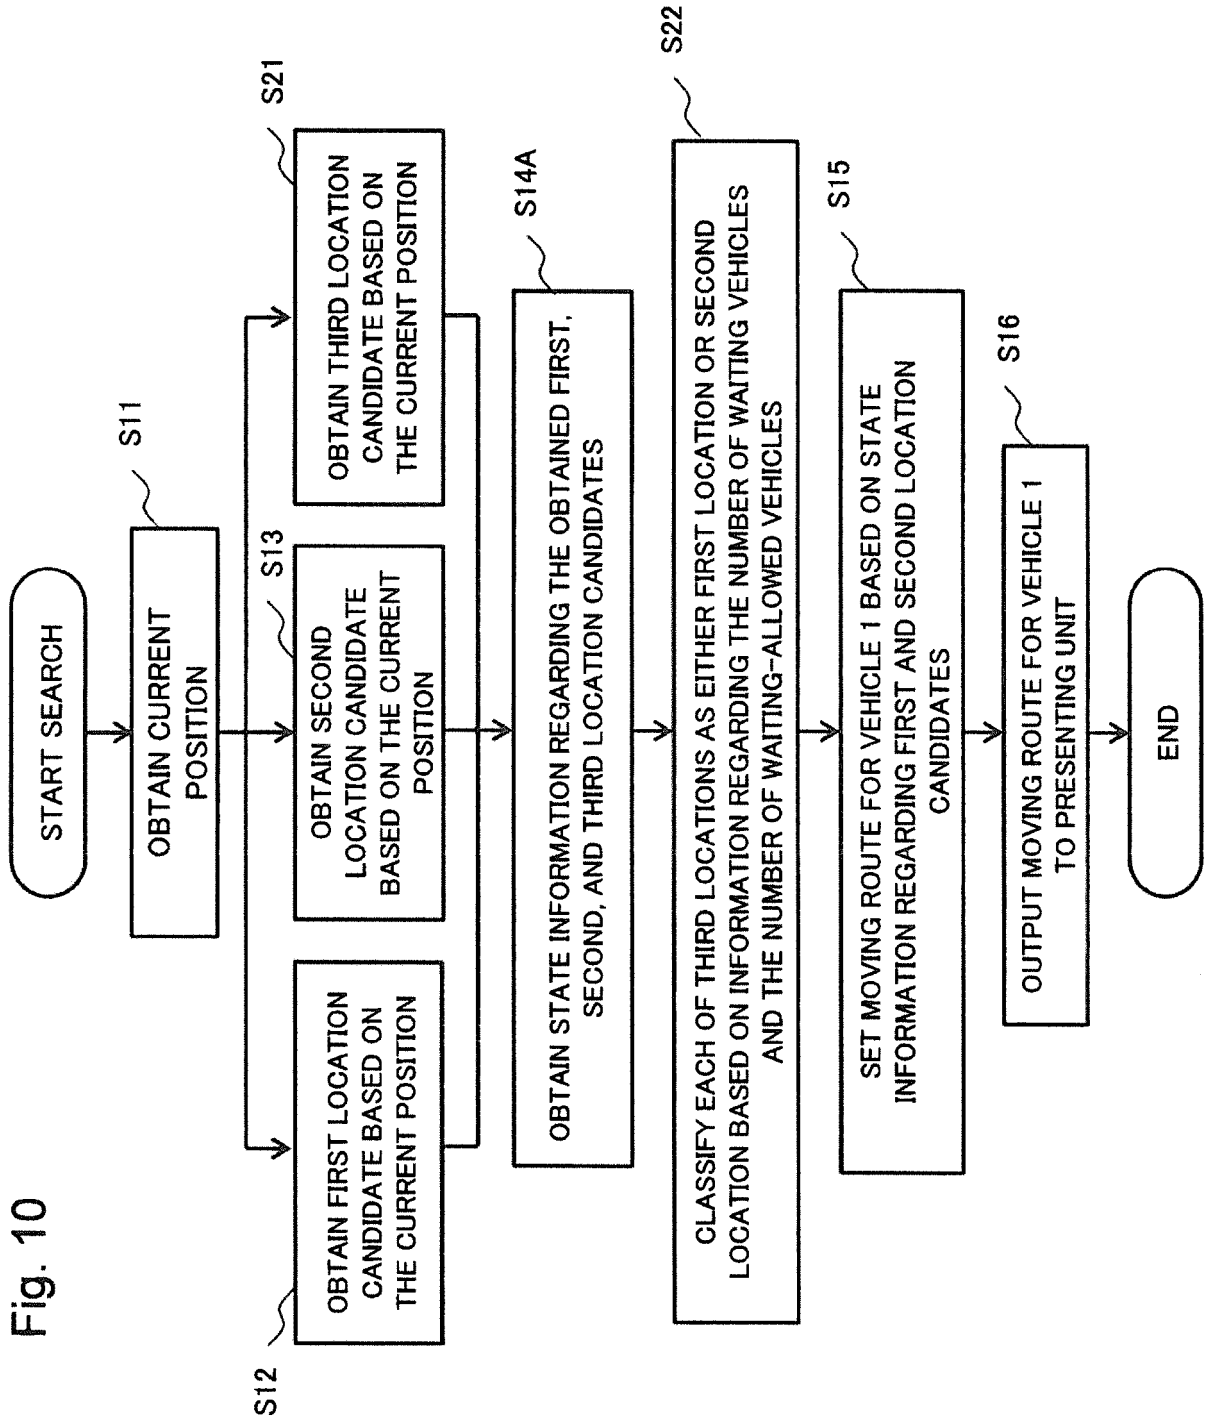 Fig. 10
START SEARCH
S11
OBTAIN CURRENT
POSITION
S12
OBTAIN FIRST LOCATION
CANDIDATE BASED ON
THE CURRENT POSITION
S13
OBTAIN SECOND
LOCATION CANDIDATE
BASED ON THE CURRENT
POSITION
S21
OBTAIN THIRD LOCATION
CANDIDATE BASED ON
THE CURRENT POSITION
S14A
OBTAIN STATE INFORMATION REGARDING THE OBTAINED FIRST,
SECOND, AND THIRD LOCATION CANDIDATES
S22
CLASSIFY EACH OF THIRD LOCATIONS AS EITHER FIRST LOCATION OR SECOND
LOCATION BASED ON INFORMATION REGARDING THE NUMBER OF WAITING VEHICLES
AND THE NUMBER OF WAITING-ALLOWED VEHICLES
S15
SET MOVING ROUTE FOR VEHICLE 1 BASED ON STATE
INFORMATION REGARDING FIRST AND SECOND LOCATION
CANDIDATES
S16
OUTPUT MOVING ROUTE FOR VEHICLE 1
TO PRESENTING UNIT
END